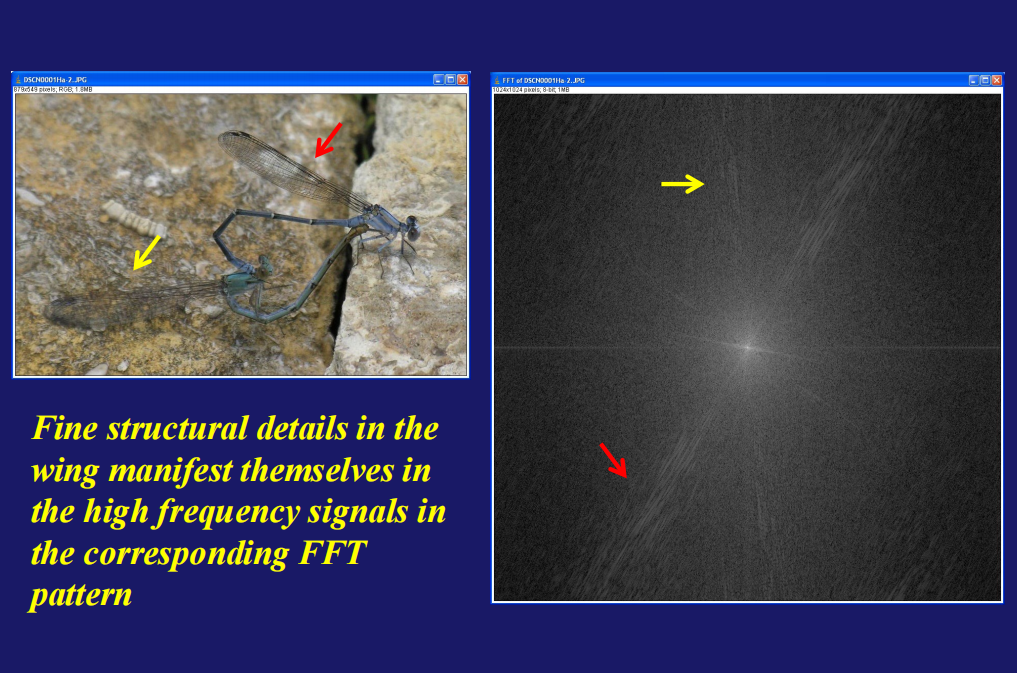 DSCN0001Ha-2.JPG
879x549 pixels; RGB; 1.8MB
FFT of DSCN0001Ha-2.JPG
1024x1024 pixels; 8-bit; 1MB
Fine structural details in the
wing manifest themselves in
the high frequency signals in
the corresponding FFT
pattern